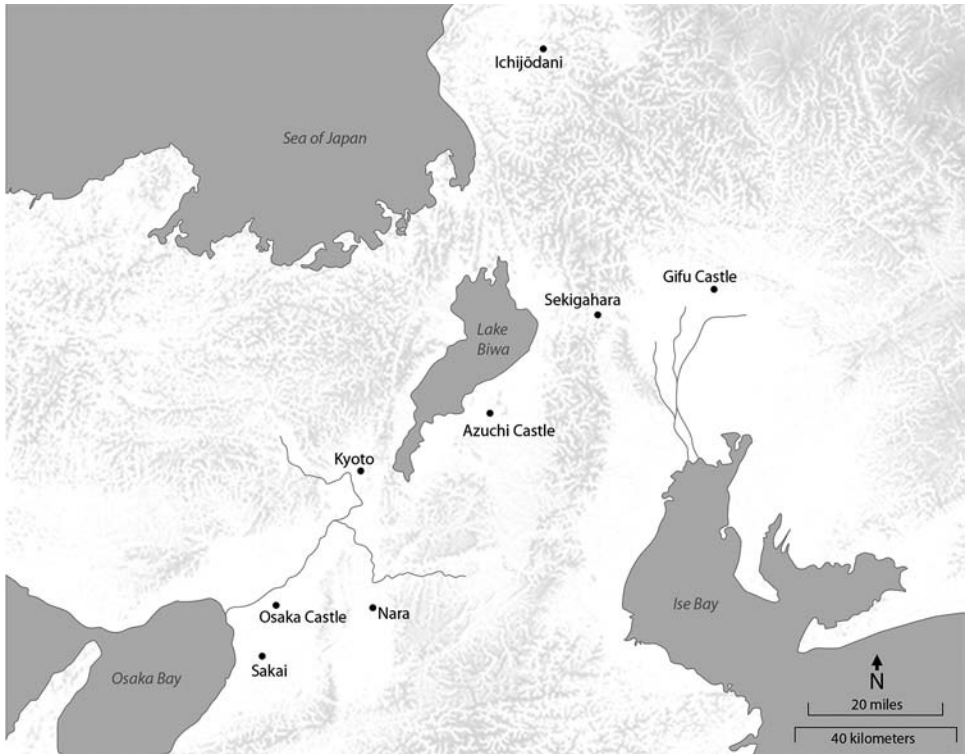 Ichijōdani
Sea of Japan
Gifu Castle
Sekigahara
Lake
Biwa
Azuchi Castle
Kyoto
Osaka Castle
Nara
Ise Bay
Sakai
Osaka Bay
N
20 miles
40 kilometers